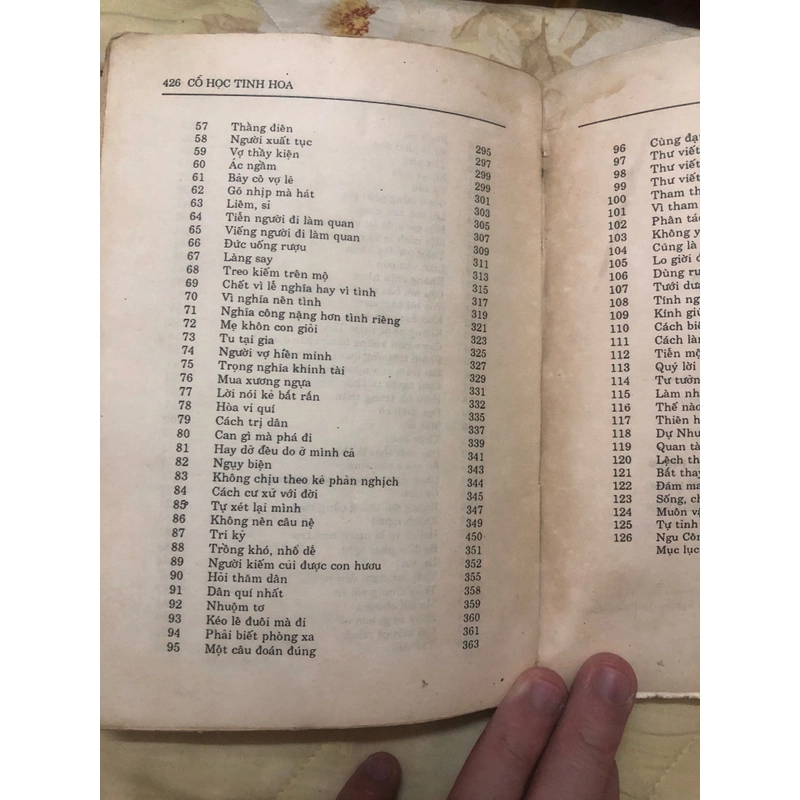 426 CỔ HỌC TINH HOA
57 Thằng điên 295
58 Người xuất tục 297
59 Vợ thầy kiện 299
60 Ác ngầm 299
61 Bảy cô vợ lẻ 301
62 Gõ nhịp mà hát 303
63 Liêm, sỉ 305
64 Tiễn người đi làm quan 307
65 Viếng người đi làm quan 309
66 Đức uống rượu 311
67 Làng say 313
68 Treo kiếm trên mộ 315
69 Chết vì lễ nghĩa hay vì tình 317
70 Vì nghĩa nên tình 319
71 Nghĩa công nặng hơn tình riêng 321
72 Mẹ khôn con giỏi 323
73 Tu tại gia 325
74 Người vợ hiền minh 327
75 Trọng nghĩa khinh tài 329
76 Mua xương ngựa 331
77 Lời nói kẻ bắt rắn 332
78 Hòa vi quí 335
79 Cách trị dân 337
80 Can gì mà phá đi 339
81 Hay dở đều do ở mình cả 341
82 Ngụy biện 343
83 Không chịu theo kẻ phản nghịch 344
84 Cách cư xử với đời 345
85 Tự xét lại mình 347
86 Không nên câu nệ 349
87 Tri kỷ 450
88 Trồng khó, nhổ dễ 351
89 Người kiếm củi được con hươu 352
90 Hỏi thăm dân 355
91 Dân quí nhất 358
92 Nhuộm tơ 359
93 Kéo lê đuôi mà đi 360
94 Phải biết phòng xa 361
95 Một câu đoán đúng 363
96 Cùng đạ
97 Thư viết
98 Thư viết
99 Thư viết
100 Tham th
101 Vì tham
102 Phân tác
103 Không y
104 Cũng là
105 Lo giời đ
106 Dùng rư
107 Tưới dưa
108 Tính ng
109 Kính giữ
110 Cách biệ
111 Cách làm
112 Tiến mộ
113 Quý lời
114 Tư tưởn
115 Làm nh
116 Thế nào
117 Thiên h
118 Dự Nhu
119 Quan tà
120 Lệch th
121 Bắt thay
122 Đám ma
123 Sống, ch
124 Muôn vậ
125 Tự tỉnh
126 Ngu Côn
Mục lục